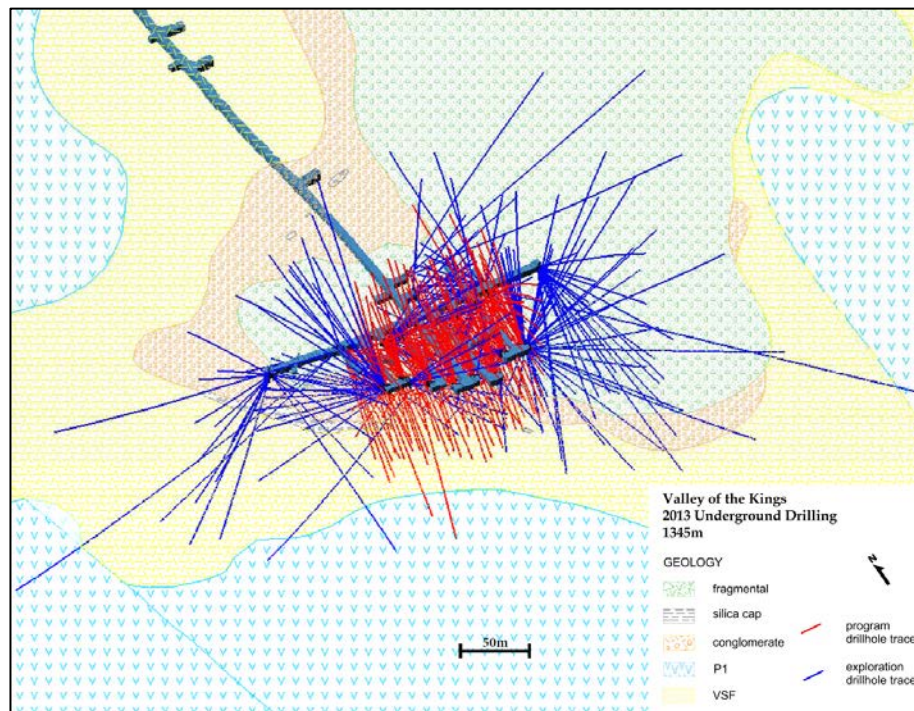 Valley of the Kings
2013 Underground Drilling
1345m
GEOLOGY
fragmental
silica cap
conglomerate
P1
VSF
N
program
drillhole trace
exploration
drillhole trace
50m